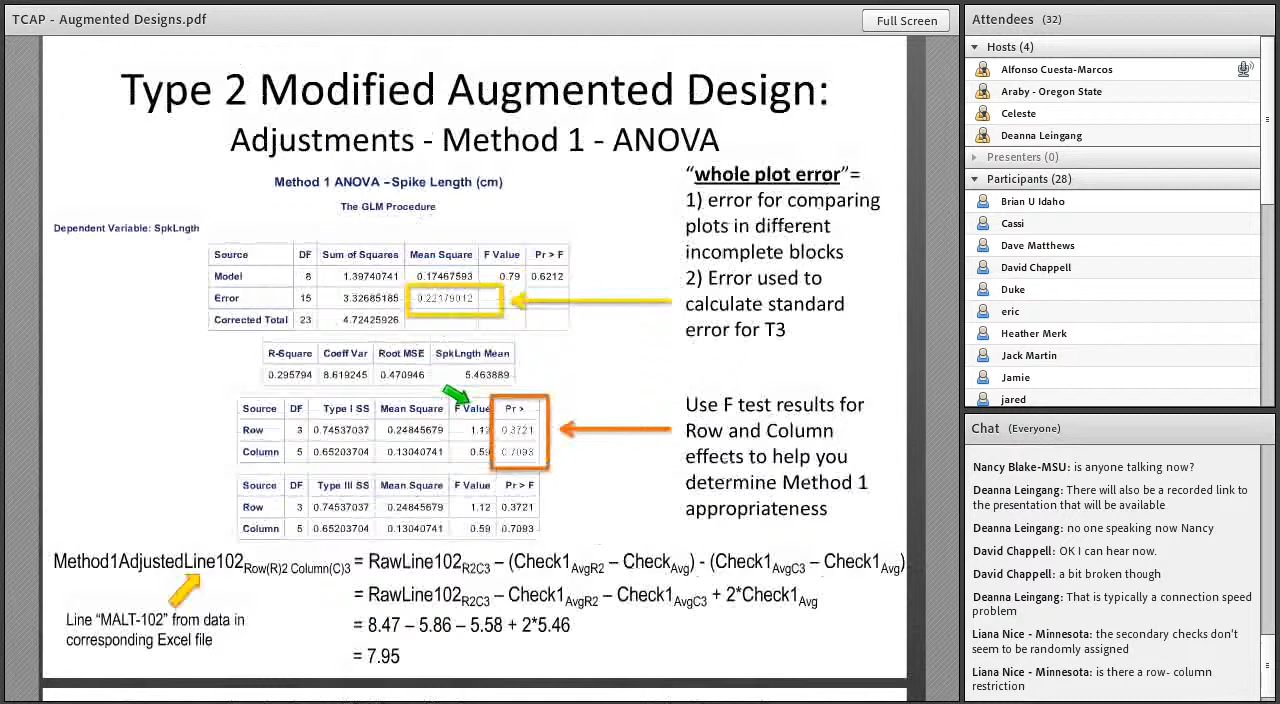 TCAP - Augmented Designs.pdf
Full Screen
Type 2 Modified Augmented Design:
Adjustments - Method 1 - ANOVA
Method 1 ANOVA –Spike Length (cm)
The GLM Procedure
Dependent Variable: SpkLngth
Source DF Sum of Squares Mean Square F Value Pr > F
Model 8 1.39740741 0.17467593 0.79 0.6212
Error 15 3.32685185 0.22179012
Corrected Total 23 4.72425926
R-Square Coeff Var Root MSE SpkLngth Mean
0.295794 8.619245 0.470946 5.463889
Source DF Type I SS Mean Square F Value Pr >
Row 3 0.74537037 0.24845679 1.12 0.3721
Column 5 0.65203704 0.13040741 0.59 0.7093
Source DF Type III SS Mean Square F Value Pr > F
Row 3 0.74537037 0.24845679 1.12 0.3721
Column 5 0.65203704 0.13040741 0.59 0.7093
“whole plot error”=
1) error for comparing
plots in different
incomplete blocks
2) Error used to
calculate standard
error for T3
Use F test results for
Row and Column
effects to help you
determine Method 1
appropriateness
Method1AdjustedLine102Row(R)2 Column(C)3 = RawLine102R2C3 – (Check1AvgR2 – CheckAvg) - (Check1AvgC3 – Check1Avg)
= RawLine102R2C3 – Check1AvgR2 – Check1AvgC3 + 2*Check1Avg
= 8.47 – 5.86 – 5.58 + 2*5.46
= 7.95
Line “MALT-102” from data in
corresponding Excel file
Attendees (32)
Hosts (4)
Alfonso Cuesta-Marcos
Araby - Oregon State
Celeste
Deanna Leingang
Presenters (0)
Participants (28)
Brian U Idaho
Cassi
Dave Matthews
David Chappell
Duke
eric
Heather Merk
Jack Martin
Jamie
jared
Chat (Everyone)
Nancy Blake-MSU: is anyone talking now?
Deanna Leingang: There will also be a recorded link to
the presentation that will be available
Deanna Leingang: no one speaking now Nancy
David Chappell: OK I can hear now.
David Chappell: a bit broken though
Deanna Leingang: That is typically a connection speed
problem
Liana Nice - Minnesota: the secondary checks don't
seem to be randomly assigned
Liana Nice - Minnesota: is there a row- column
restriction